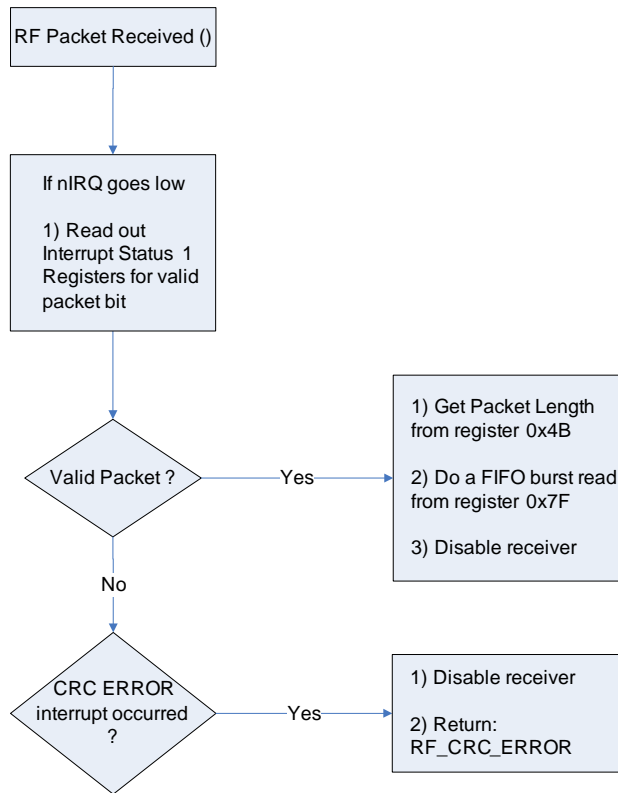 RF Packet Received ()
If nIRQ goes low
1) Read out
Interrupt Status 1
Registers for valid
packet bit
Valid Packet ?
Yes
1) Get Packet Length
from register 0x4B
2) Do a FIFO burst read
from register 0x7F
3) Disable receiver
No
CRC ERROR
interrupt occurred
?
Yes
1) Disable receiver
2) Return:
RF_CRC_ERROR